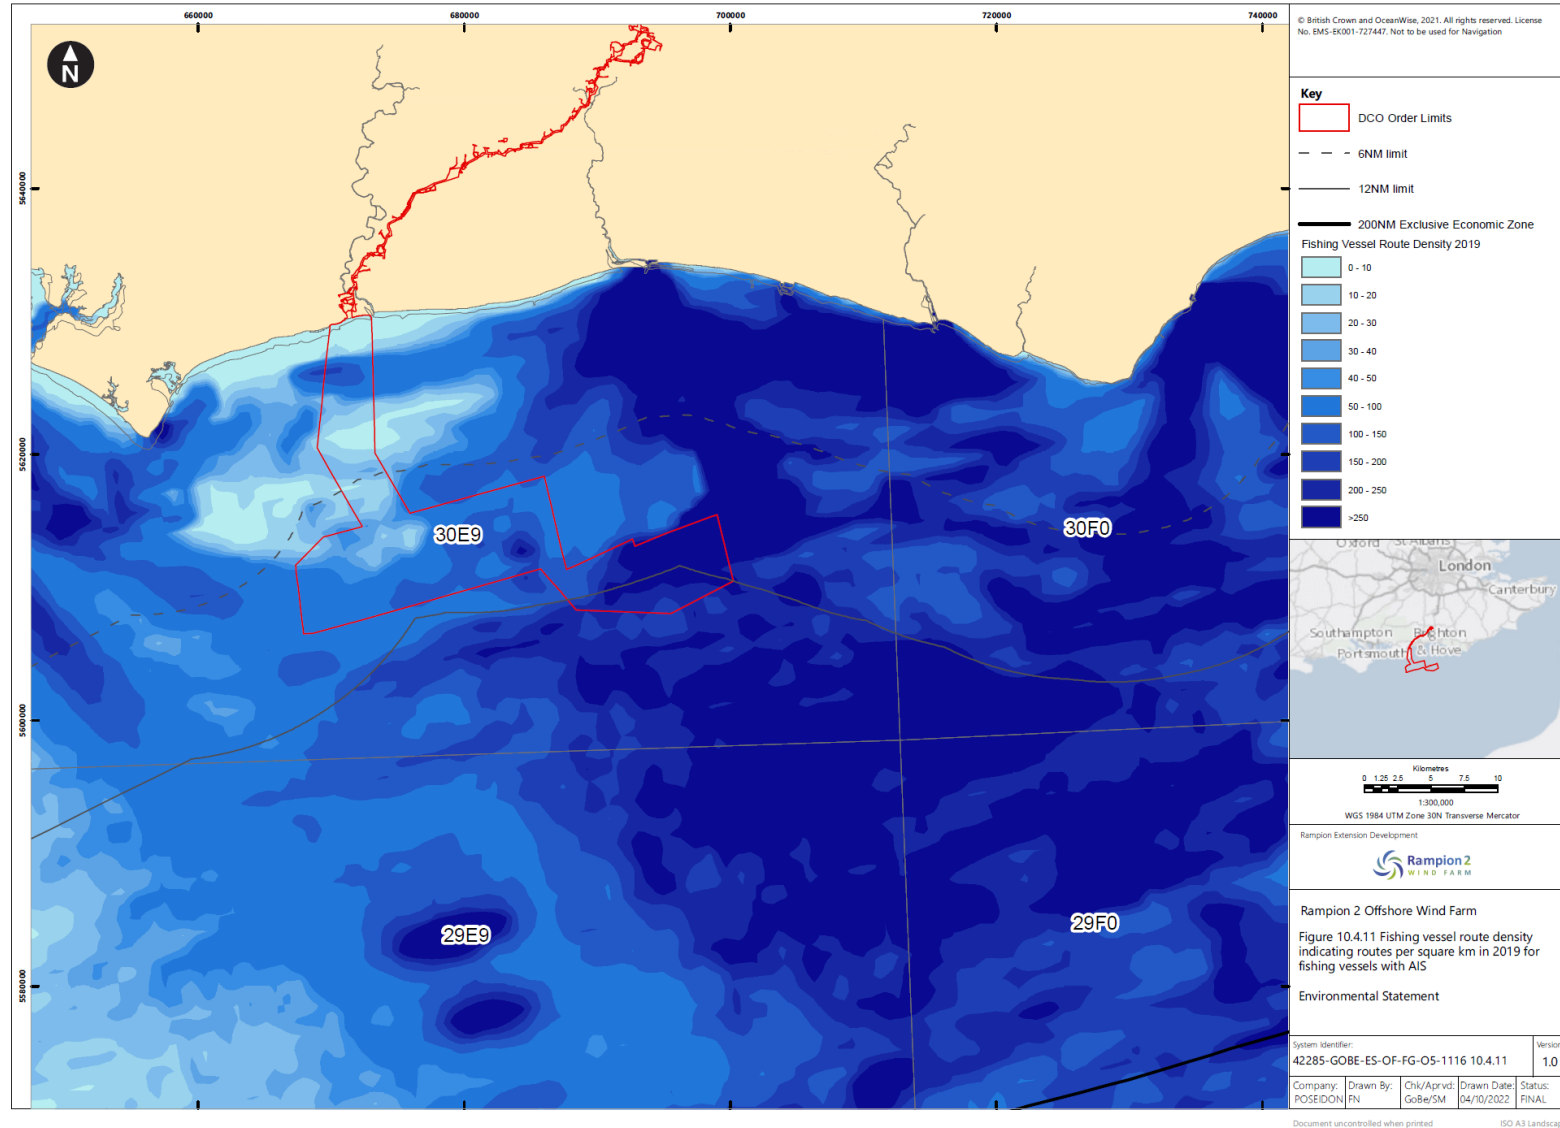 660000
680000
700000
720000
740000
5640000
5620000
5600000
5580000
N
30E9
30F0
29E9
29F0
© British Crown and OceanWise, 2021. All rights reserved. License
No. EMS-EK001-727447. Not to be used for Navigation
Key
DCO Order Limits
6NM limit
12NM limit
200NM Exclusive Economic Zone
Fishing Vessel Route Density 2019
0 - 10
10 - 20
20 - 30
30 - 40
40 - 50
50 - 100
100 - 150
150 - 200
200 - 250
>250
Oxford
St Albans
London
Canterbury
Southampton
Brighton
Portsmouth
& Hove
Kilometres
0 1.25 2.5 5 7.5 10
1:300,000
WGS 1984 UTM Zone 30N Transverse Mercator
Rampion Extension Development
Rampion 2
WIND FARM
Rampion 2 Offshore Wind Farm
Figure 10.4.11 Fishing vessel route density
indicating routes per square km in 2019 for
fishing vessels with AIS
Environmental Statement
System Identifier:
Version
42285-GOBE-ES-OF-FG-O5-1116 10.4.11
1.0
Company:
Drawn By:
Chk/Aprvd:
Drawn Date:
Status:
POSEIDON
FN
GoBe/SM
04/10/2022
FINAL
Document uncontrolled when printed
ISO A3 Landscap